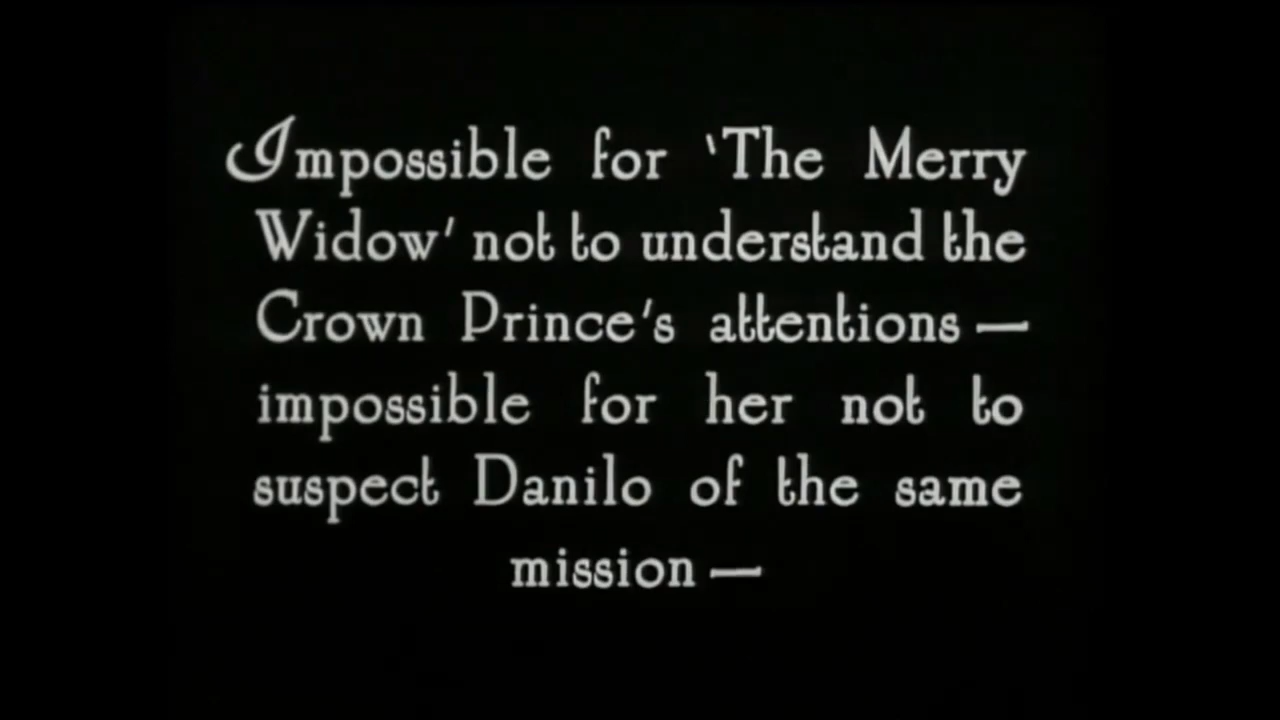 Impossible for 'The Merry
Widow' not to understand the
Crown Prince's attentions —
impossible for her not to
suspect Danilo of the same
mission —